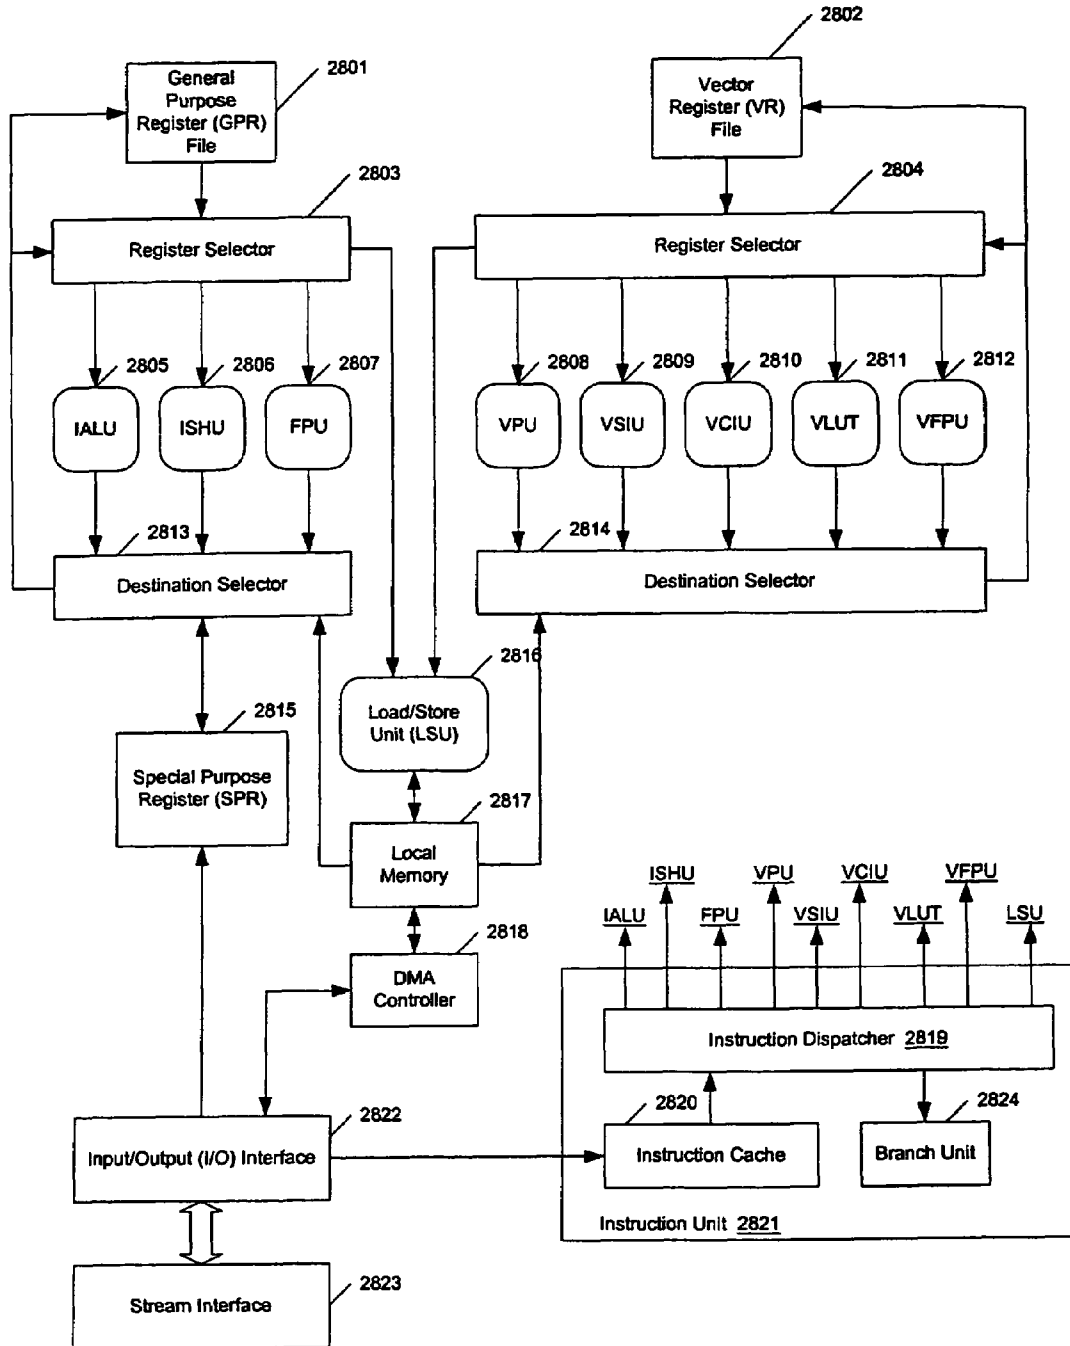 2802
2801
General
Purpose
Register (GPR)
File
Vector
Register (VR)
File
2803
2804
Register Selector
Register Selector
2805
2806
2807
2808
2809
2810
2811
2812
IALU
ISHU
FPU
VPU
VSIU
VCIU
VLUT
VFPU
2813
2814
Destination Selector
Destination Selector
2816
Load/Store
Unit (LSU)
2815
Special Purpose
Register (SPR)
2817
Local
Memory
2818
DMA
Controller
ISHU
VPU
VCIU
VFPU
IALU
FPU
VSIU
VLUT
LSU
Instruction Dispatcher 2819
2820
2824
Instruction Cache
Branch Unit
Instruction Unit 2821
2822
Input/Output (I/O) Interface
2823
Stream Interface